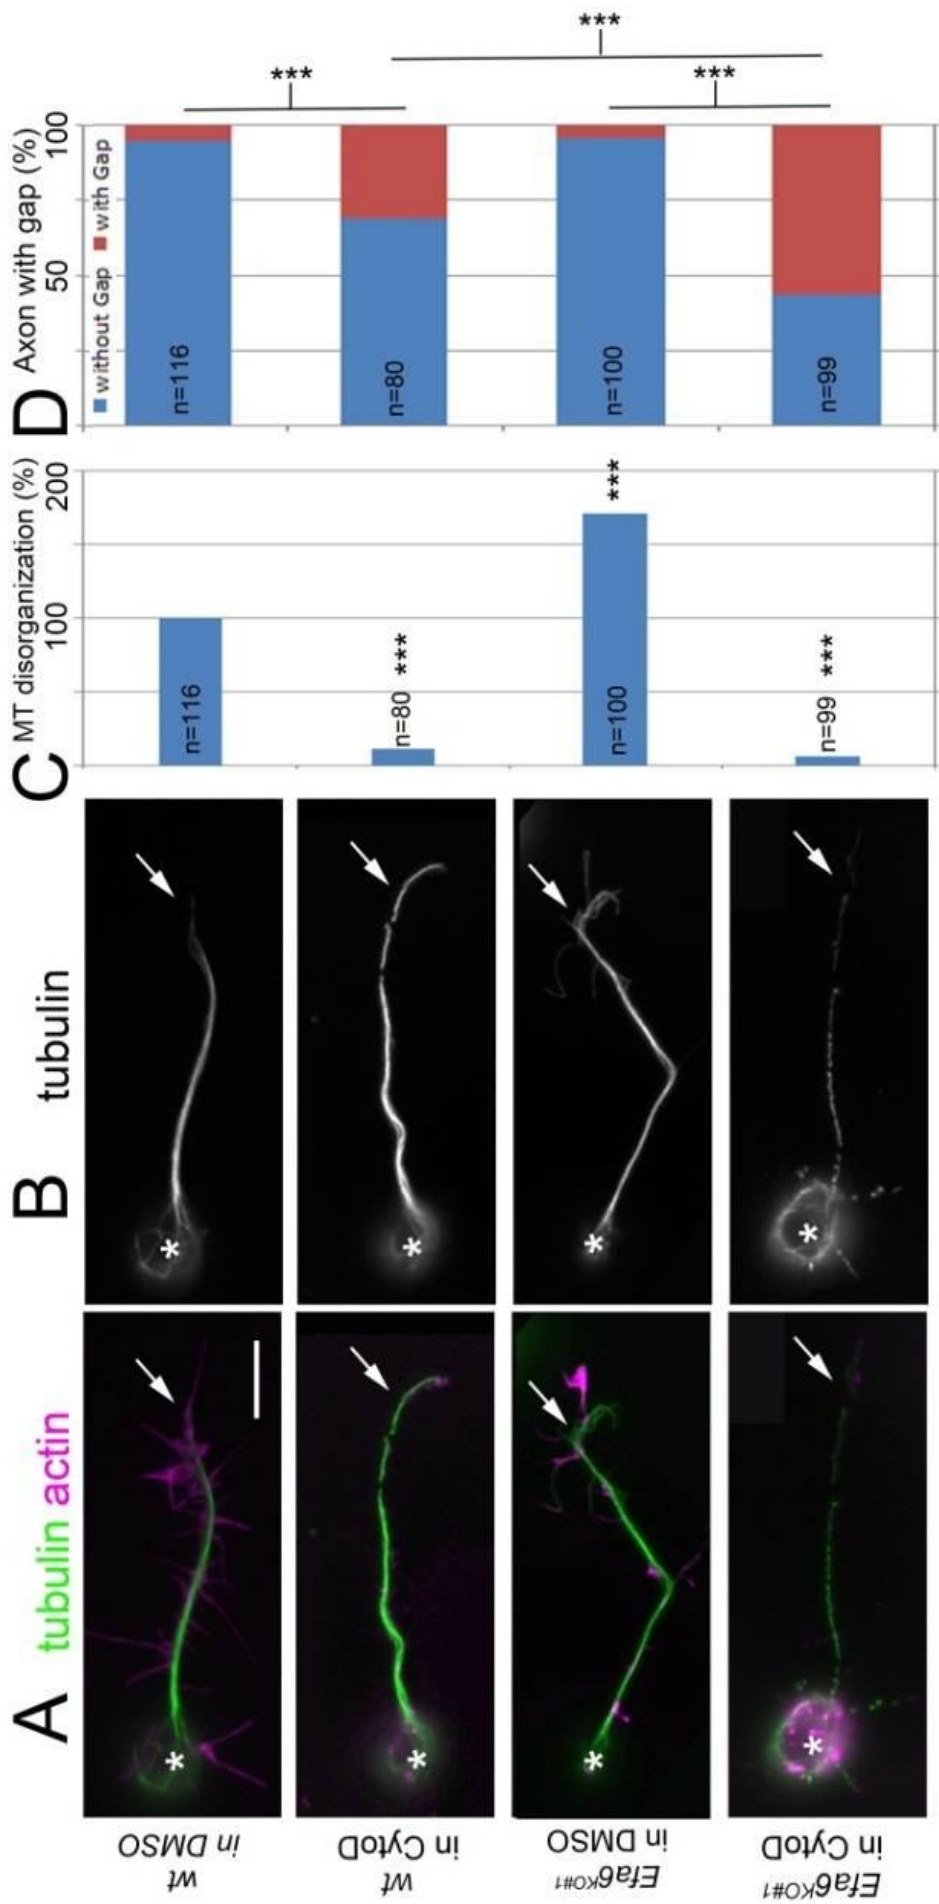 A tubulin actin
B tubulin
C MT disorganization (%)
100 200
D Axon with gap (%)
50 100
without Gap with Gap
wt
in DMSO
* *
n=116
n=116
***
wt
in CytoD
* *
n=80 ***
n=80
***
Efa6KO#1
in DMSO
* *
n=100 ***
n=100
***
Efa6KO#1
in CytoD
* *
n=99 ***
n=99